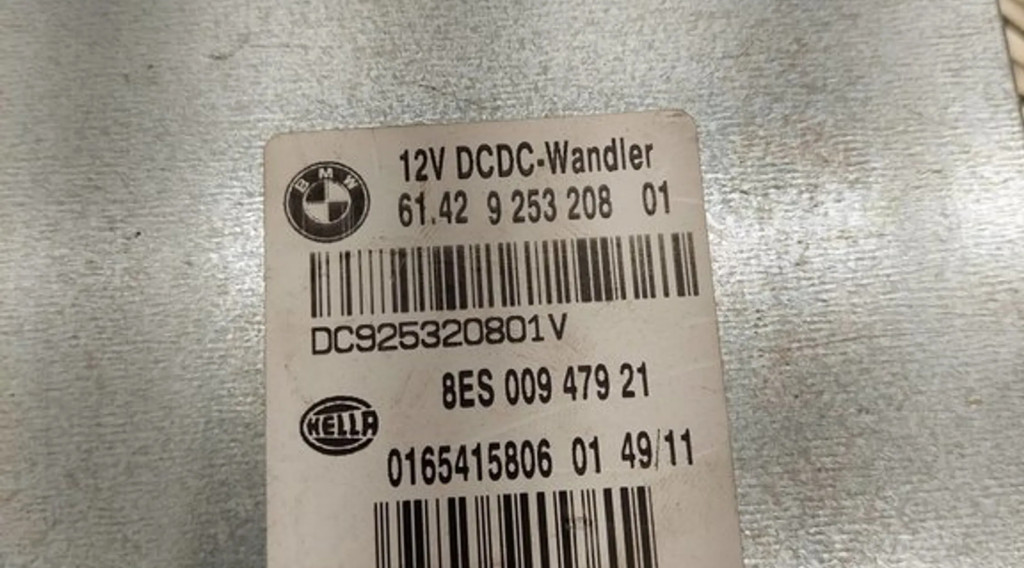 BMW
12V DCDC-Wandler
61.42 9 253 208 01
DC925320801V
8ES 009 479 21
HELLA
0165415806 01 49/11